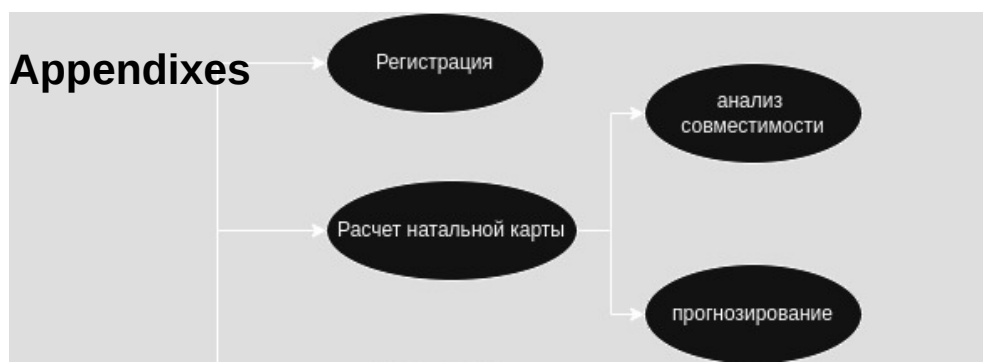 Appendixes
Регистрация
анализ
совместимости
Расчет натальной карты
прогнозирование